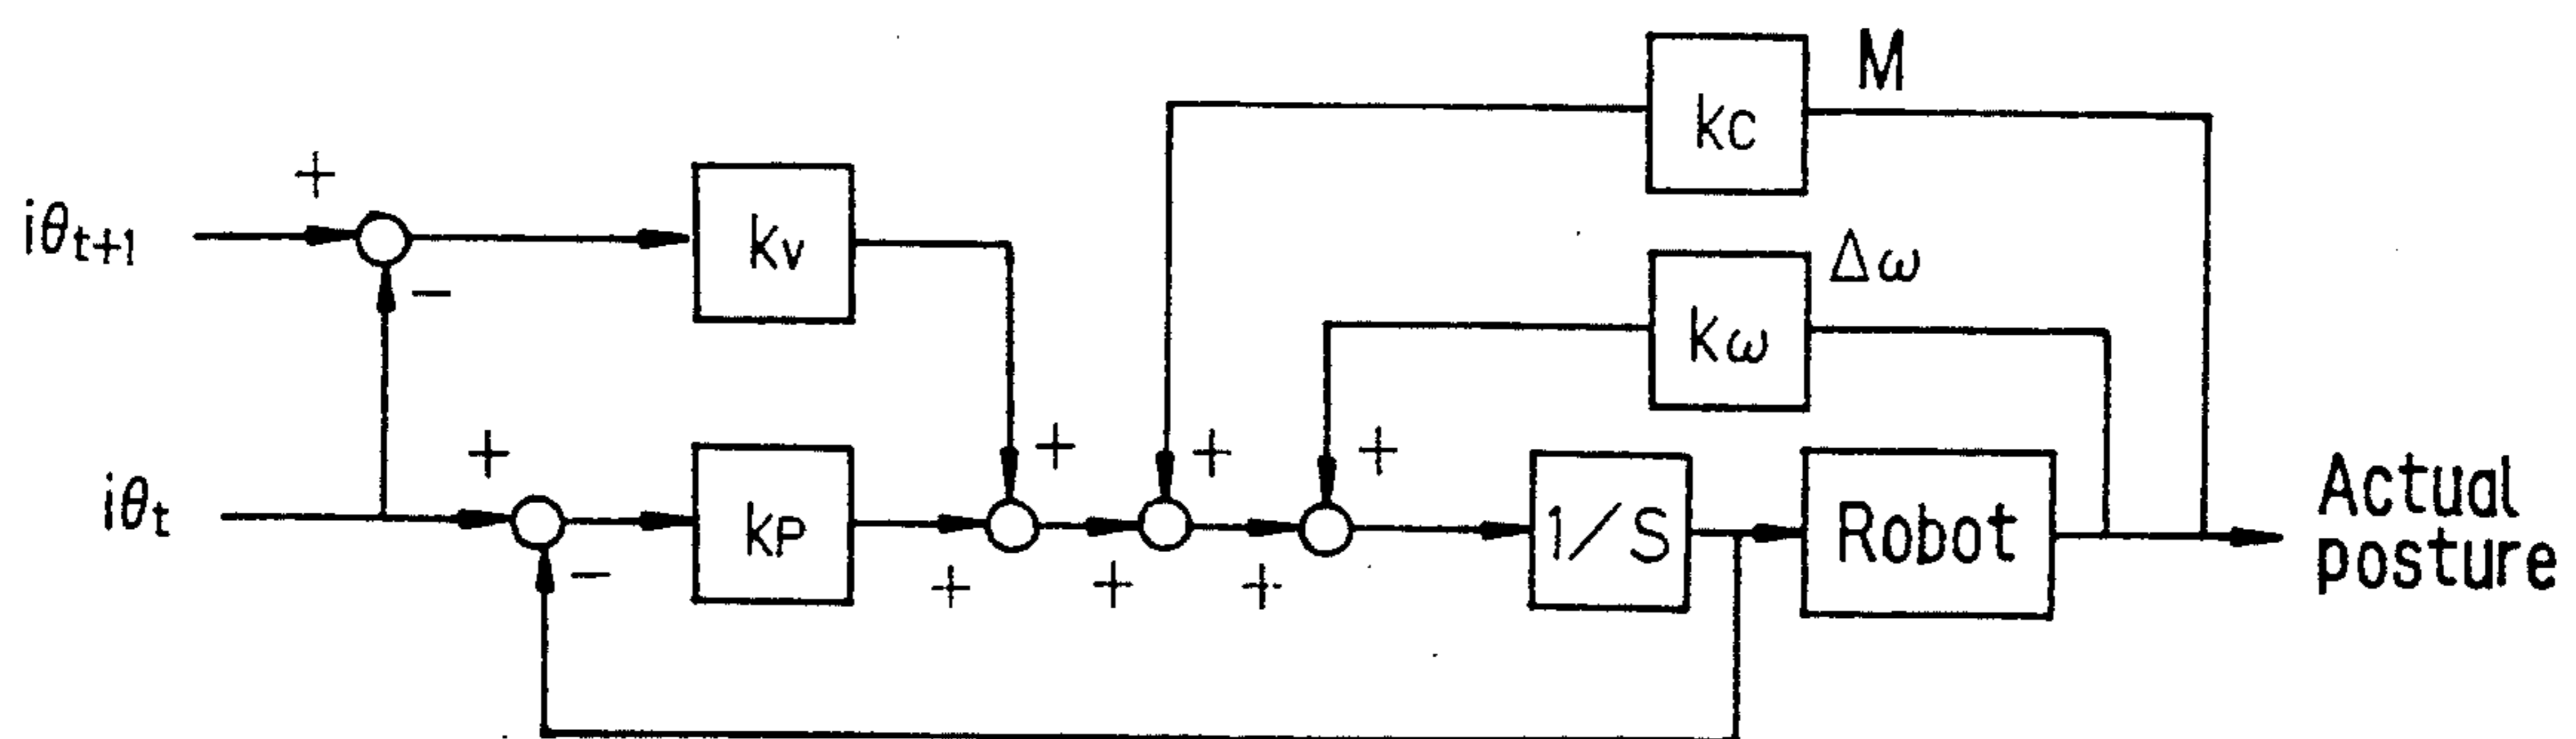 M
kc
+
iθt+1
kv
Δω
kω
−
+
+
+
+
iθt
kP
1/S
Robot
Actual
posture
−
+
+
+